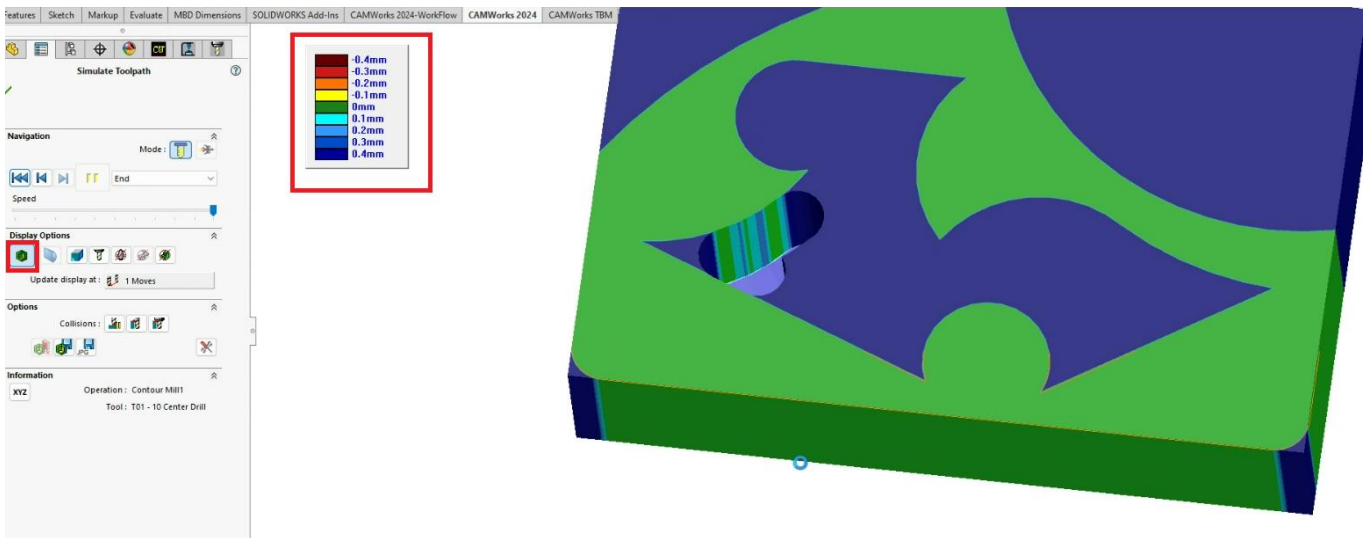 Features Sketch Markup Evaluate MBD Dimensions SOLIDWORKS Add-Ins CAMWorks 2024-WorkFlow CAMWorks 2024 CAMWorks TBM
Simulate Toolpath
Navigation
Mode :
End
Speed
Display Options
Update display at : 1 Moves
Options
Collisions :
JPG
Information
XYZ Operation : Contour Mill1
Tool : T01 - 10 Center Drill
-0.4mm
-0.3mm
-0.2mm
-0.1mm
0mm
0.1mm
0.2mm
0.3mm
0.4mm